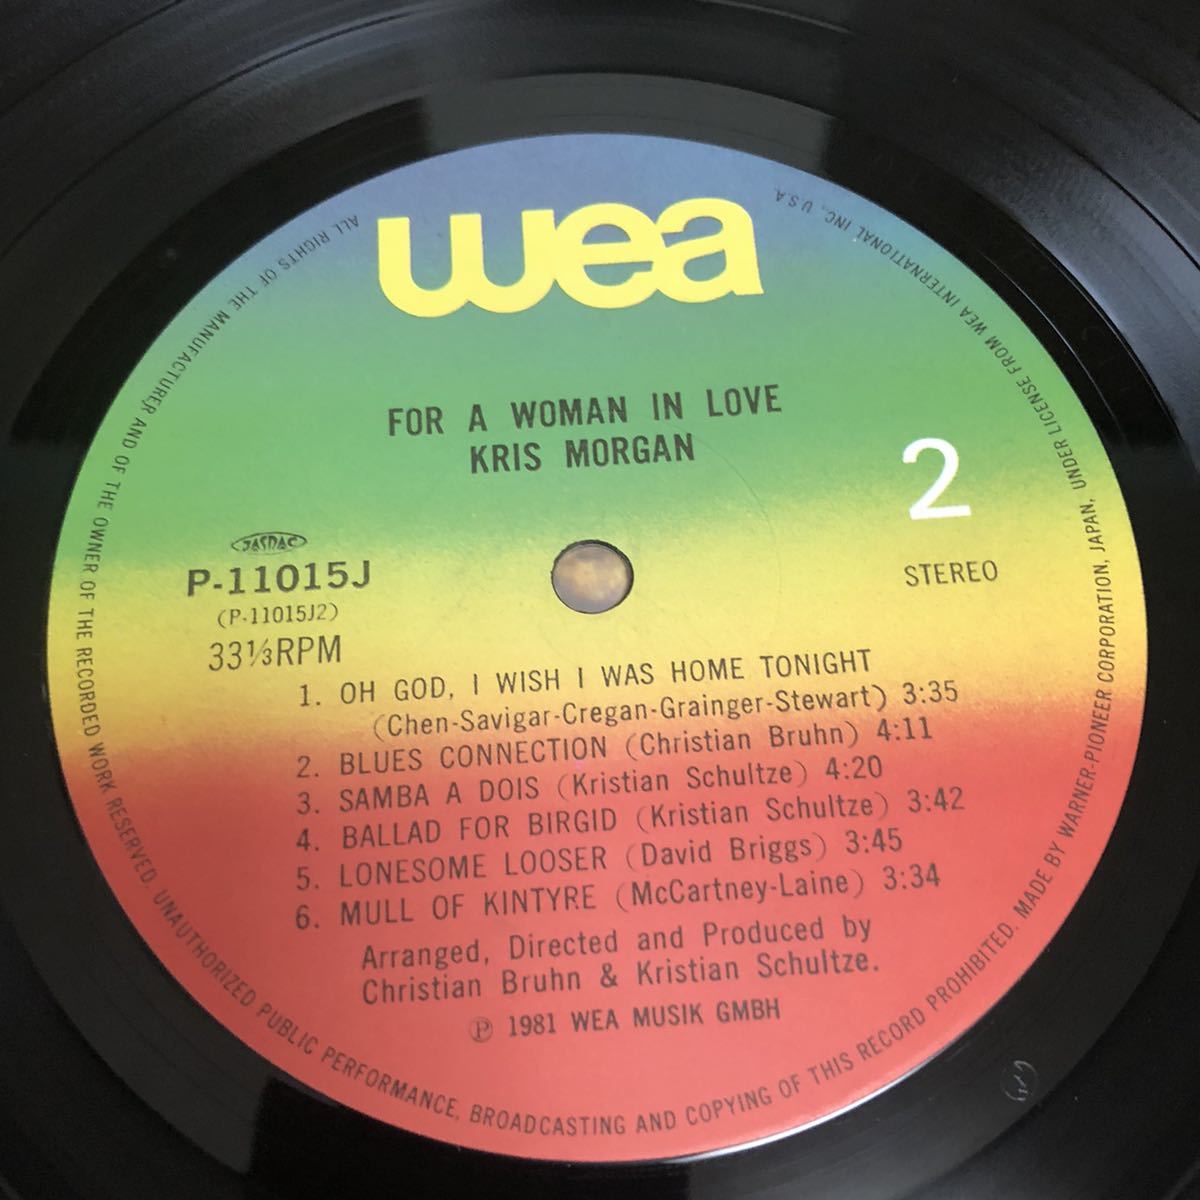 wea
FOR A WOMAN IN LOVE
KRIS MORGAN
2
JASRAC
P-11015J
(P-11015J2)
33⅓RPM
STEREO
1. OH GOD, I WISH I WAS HOME TONIGHT
(Chen-Savigar-Cregan-Grainger-Stewart) 3:35
2. BLUES CONNECTION (Christian Bruhn) 4:11
3. SAMBA A DOIS (Kristian Schultze) 4:20
4. BALLAD FOR BIRGID (Kristian Schultze) 3:42
5. LONESOME LOOSER (David Briggs) 3:45
6. MULL OF KINTYRE (McCartney-Laine) 3:34
Arranged, Directed and Produced by
Christian Bruhn & Kristian Schultze.
Ⓟ 1981 WEA MUSIK GMBH
ALL RIGHTS OF THE MANUFACTURER AND OF THE OWNER OF THE RECORDED WORK RESERVED. UNAUTHORIZED PUBLIC PERFORMANCE, BROADCASTING AND COPYING OF THIS RECORD PROHIBITED. MADE BY WARNER-PIONEER CORPORATION, JAPAN, UNDER LICENSE FROM WEA INTERNATIONAL INC., U.S.A.